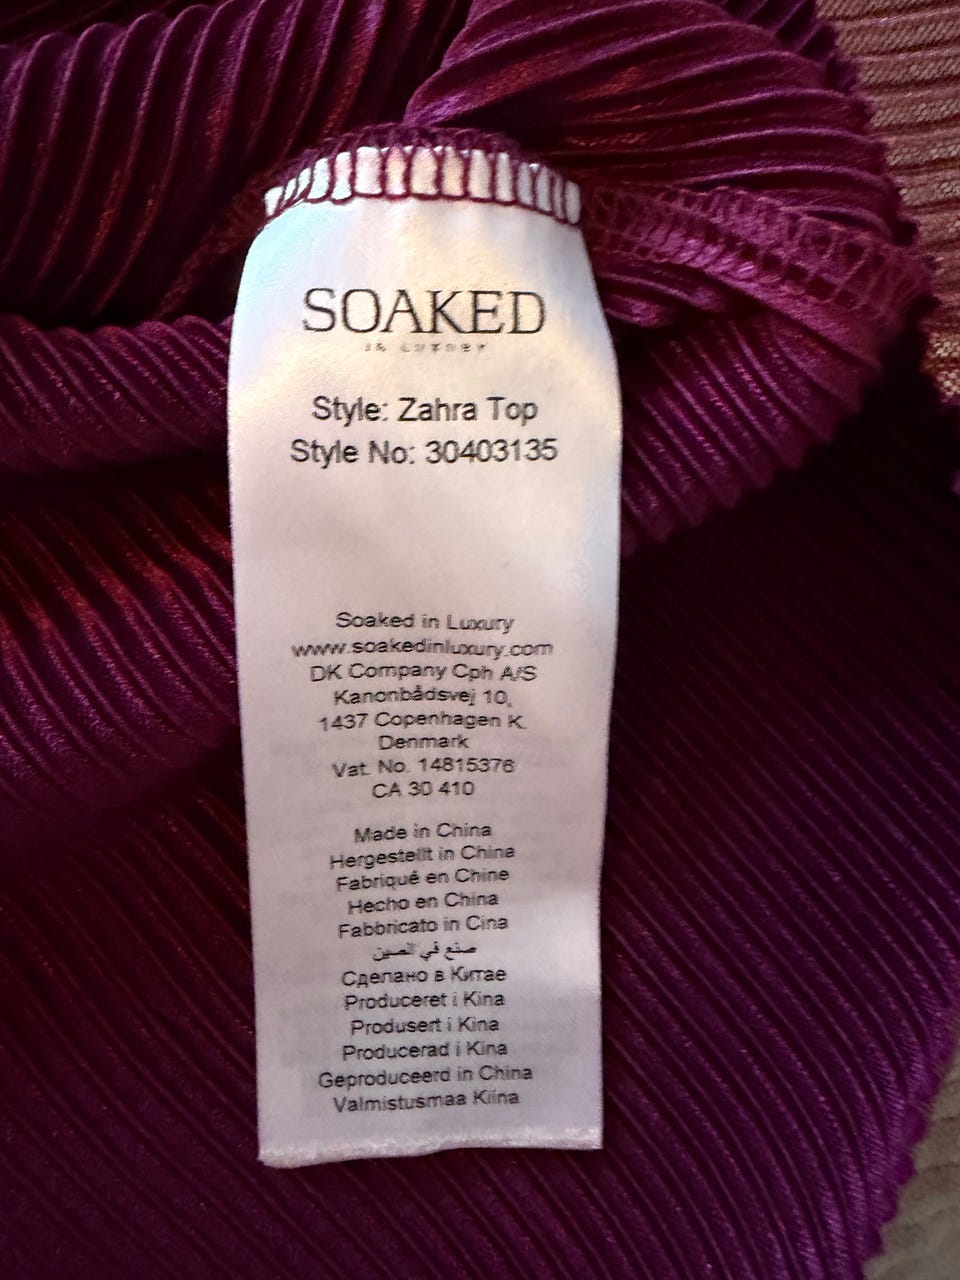 SOAKED
IN LUXURY
Style: Zahra Top
Style No: 30403135
Soaked in Luxury
www.soakedinluxury.com
DK Company Cph A/S
Kanonbådsvej 10,
1437 Copenhagen K.
Denmark
Vat. No. 14815376
CA 30 410
Made in China
Hergestellt in China
Fabriqué en Chine
Hecho en China
Fabbricato in Cina
صنع في الصين
Сделано в Китае
Produceret i Kina
Produsert i Kina
Producerad i Kina
Geproduceerd in China
Valmistusmaa Kiina